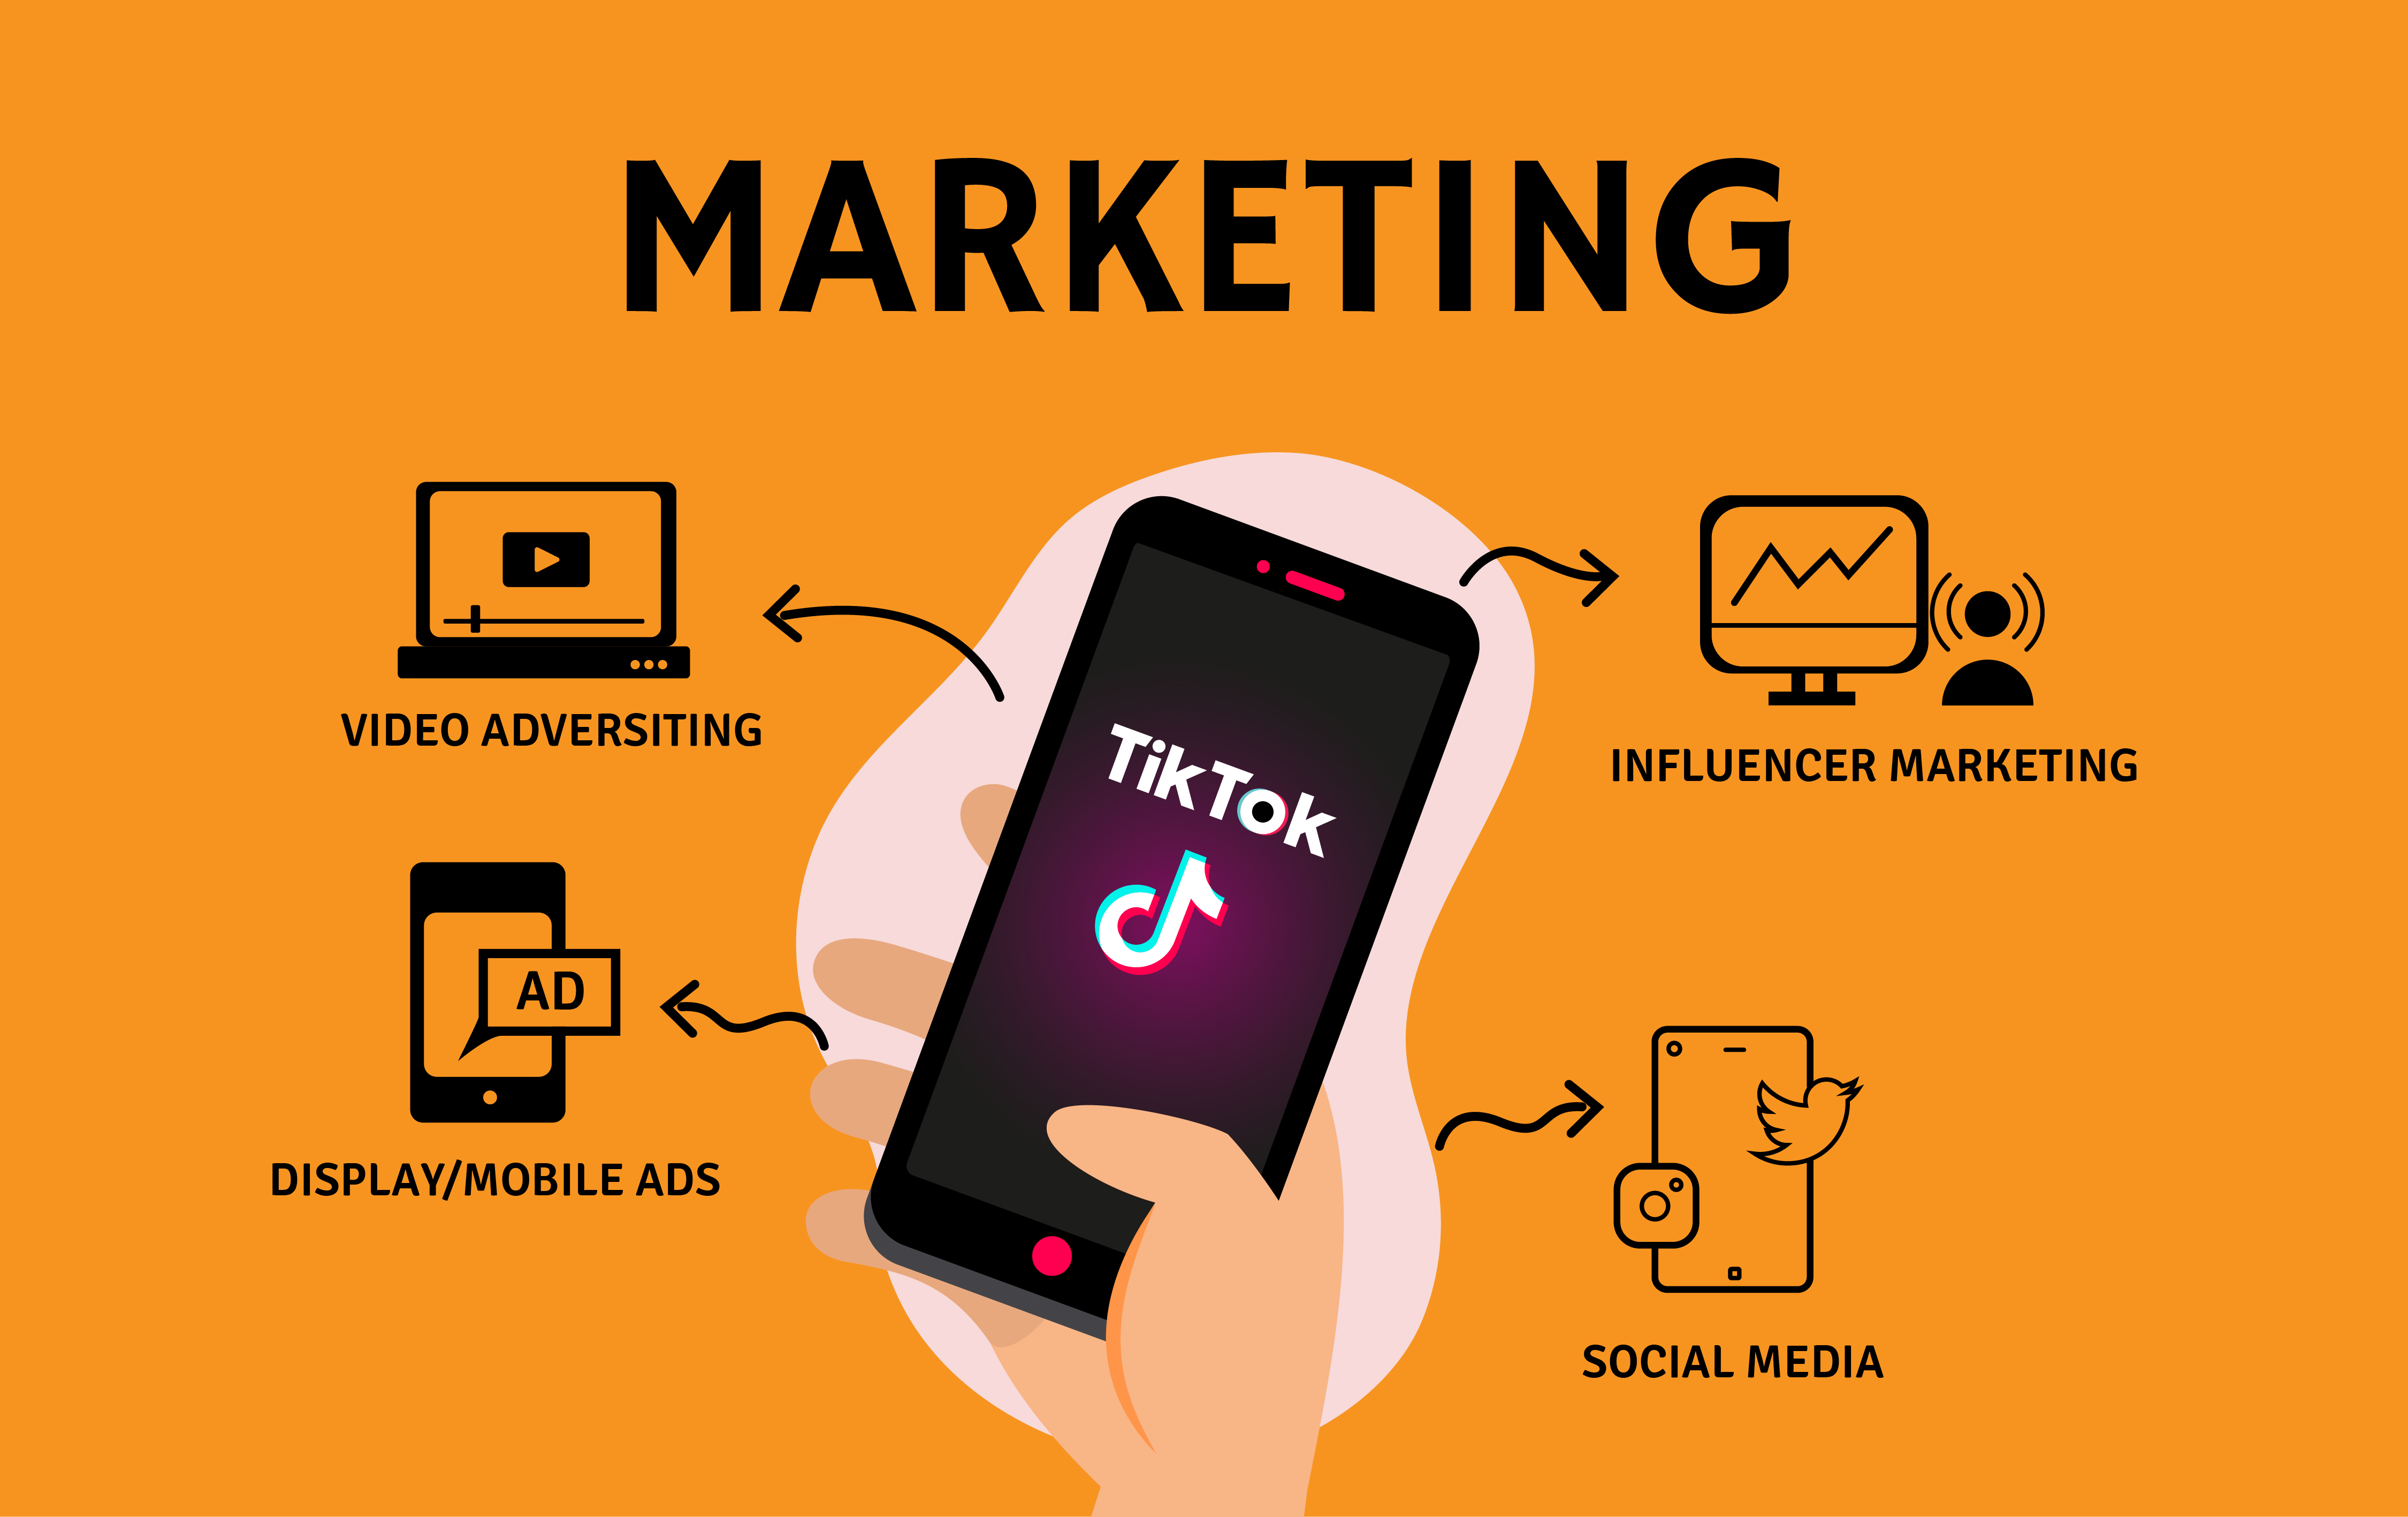 MARKETING
VIDEO ADVERSITING
INFLUENCER MARKETING
TikTok
AD
DISPLAY/MOBILE ADS
SOCIAL MEDIA